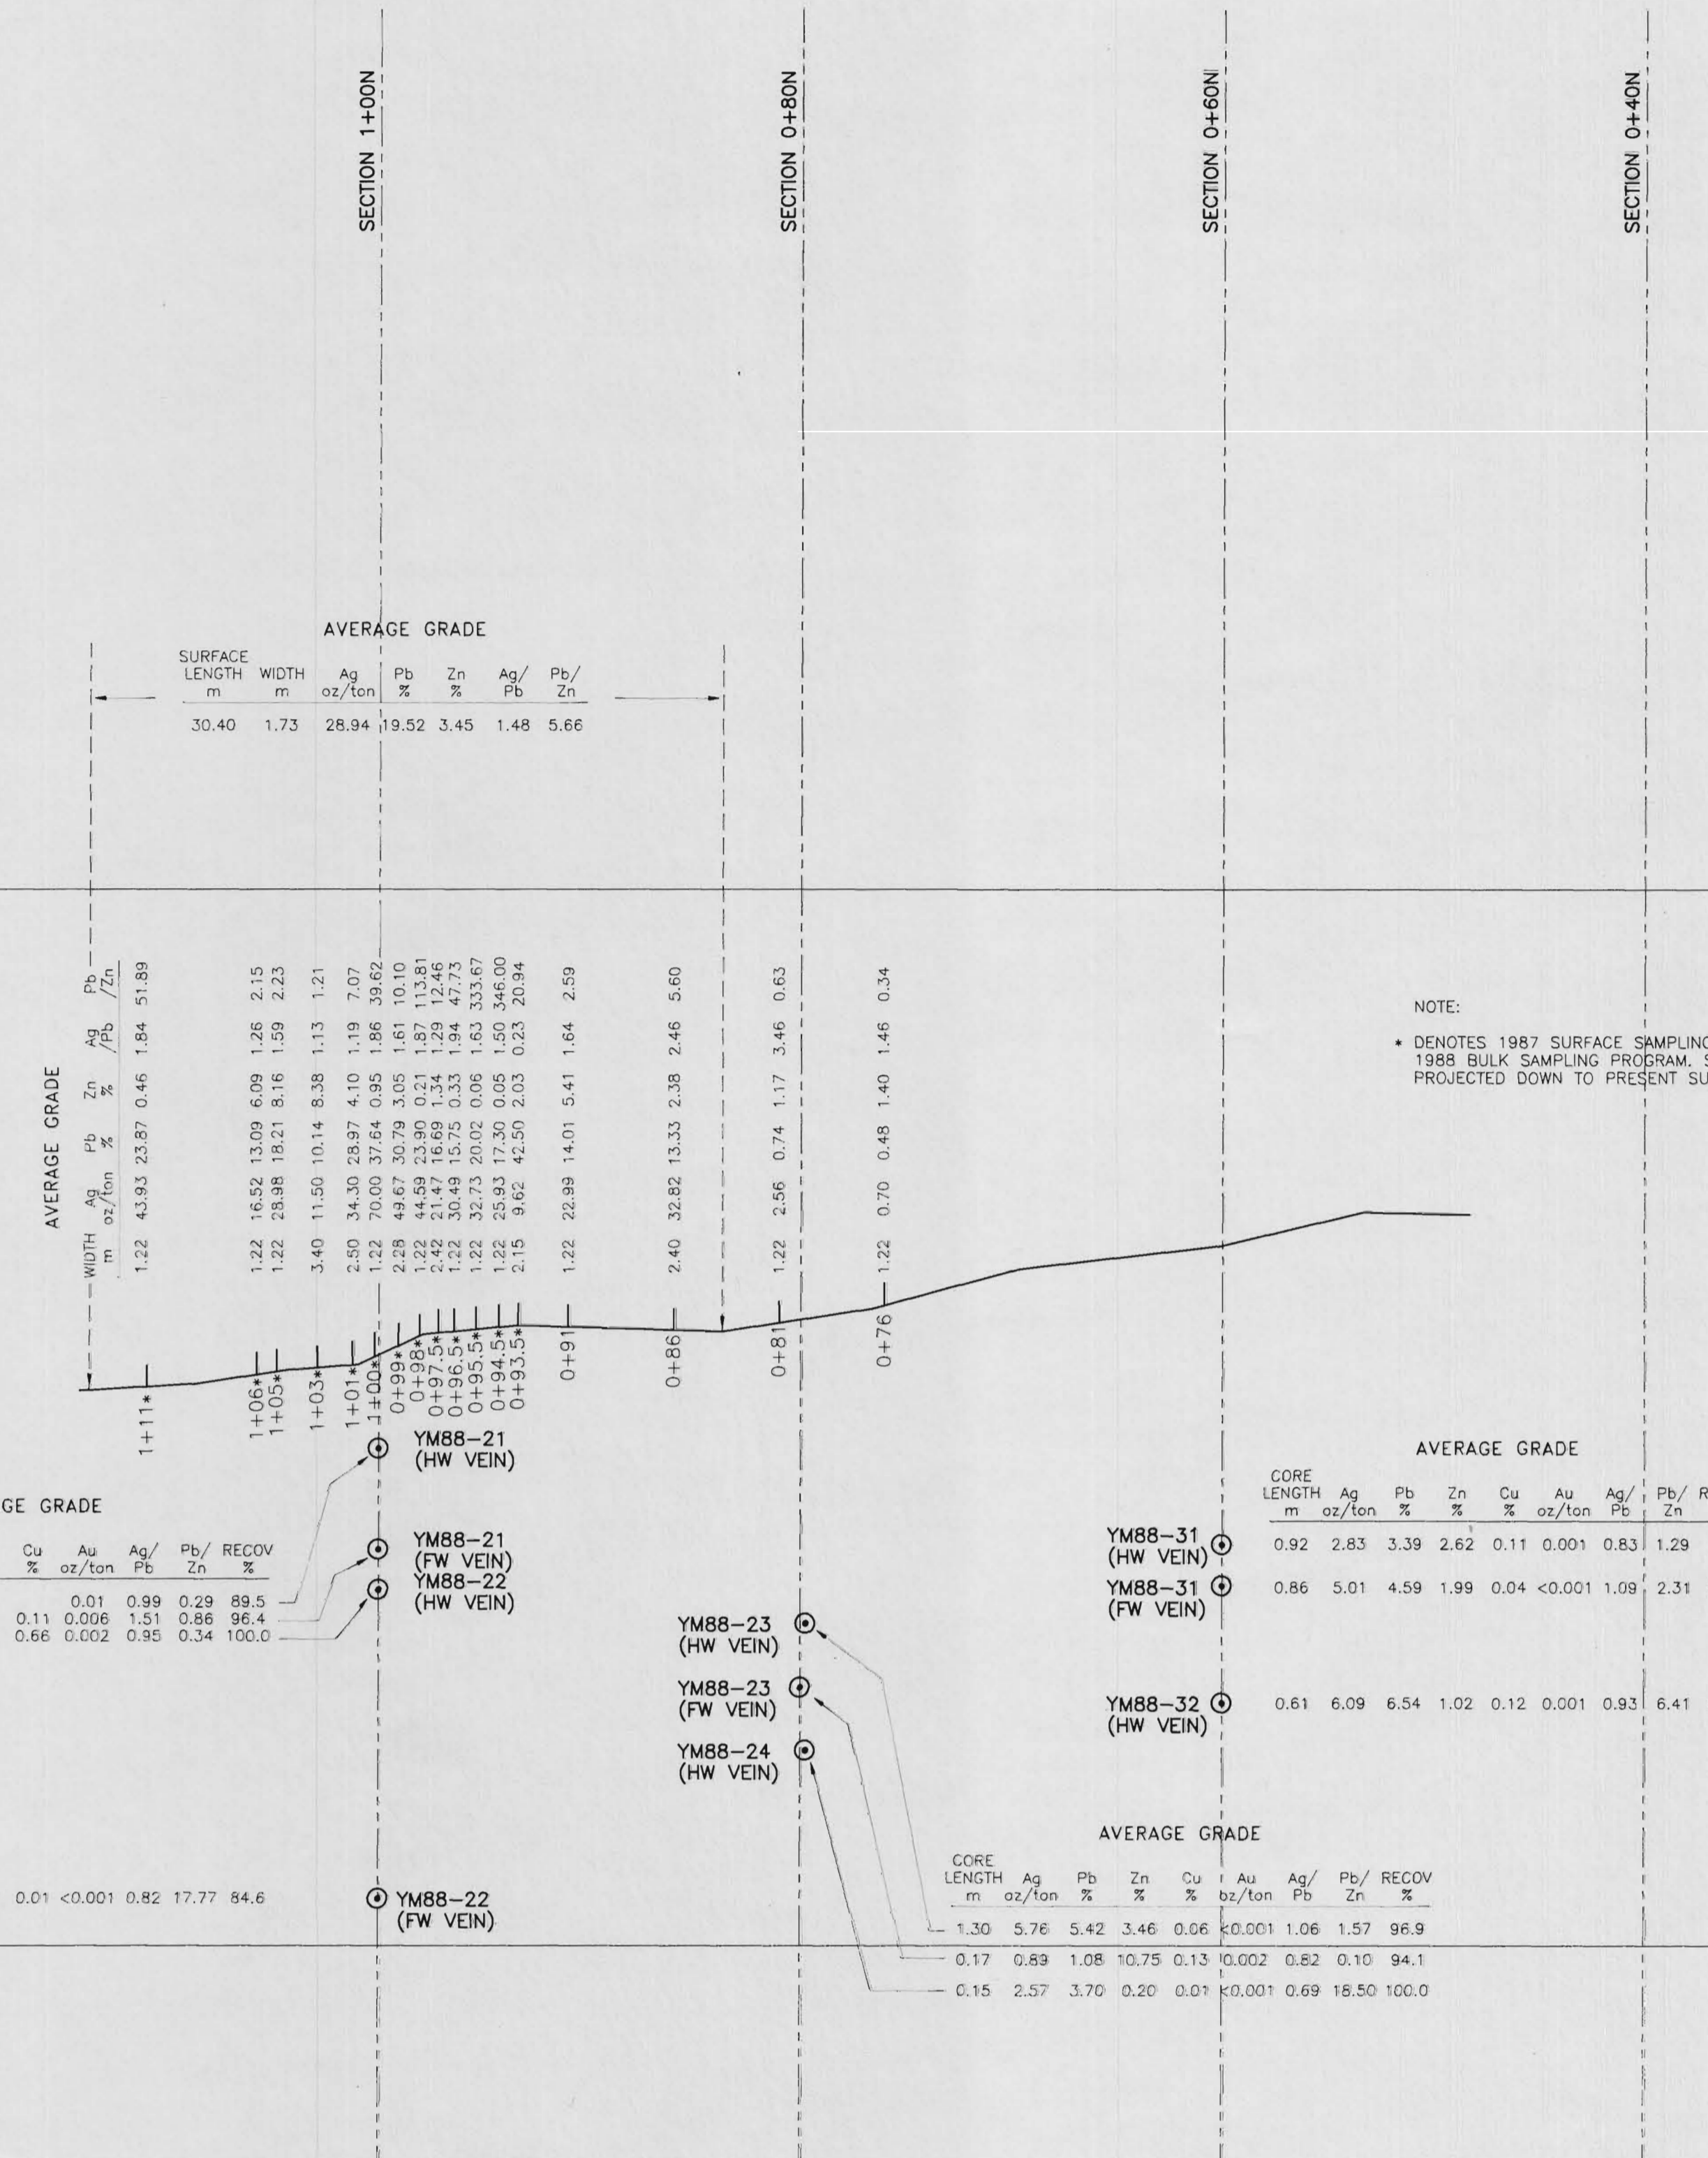 SECTION 1+00N
SECTION 0+80N
SECTION 0+60N
SECTION 0+40N
AVERAGE GRADE
SURFACE
LENGTH WIDTH Ag Pb Zn Ag/ Pb/
m m oz/ton % % Pb Zn
30.40 1.73 28.94 19.52 3.45 1.48 5.66
AVERAGE GRADE
WIDTH Ag Pb Zn Ag Pb
m oz/ton % % /Pb /Zn
1.22 43.93 23.87 0.46 1.84 51.89
1.22 16.52 13.09 6.09 1.26 2.15
1.22 28.98 18.21 8.16 1.59 2.23
3.40 11.50 10.14 8.38 1.13 1.21
2.50 34.30 28.97 4.10 1.19 7.07
1.22 70.00 37.64 0.95 1.86 39.62
2.28 49.67 30.79 3.05 1.61 10.10
1.22 44.59 23.90 0.21 1.87 113.81
2.42 21.47 16.69 1.34 1.29 12.46
1.22 30.49 15.75 0.33 1.94 47.73
1.22 32.73 20.02 0.06 1.63 333.67
1.22 25.93 17.30 0.05 1.50 346.00
2.15 9.62 42.50 2.03 0.23 20.94
1.22 22.99 14.01 5.41 1.64 2.59
2.40 32.82 13.33 2.38 2.46 5.60
1.22 2.56 0.74 1.17 3.46 0.63
1.22 0.70 0.48 1.40 1.46 0.34
NOTE:
* DENOTES 1987 SURFACE SAMPLING
1988 BULK SAMPLING PROGRAM. S
PROJECTED DOWN TO PRESENT SU
1+11*
1+06*
1+05*
1+03*
1+01*
1+00*
0+99*
0+98*
0+97.5*
0+96.5*
0+95.5*
0+94.5*
0+93.5*
0+91
0+86
0+81
0+76
YM88-21
(HW VEIN)
YM88-21
(FW VEIN)
YM88-22
(HW VEIN)
GE GRADE
Cu Au Ag/ Pb/ RECOV
% oz/ton Pb Zn %
0.01 0.99 0.29 89.5
0.11 0.006 1.51 0.86 96.4
0.66 0.002 0.95 0.34 100.0
0.01 <0.001 0.82 17.77 84.6
YM88-22
(FW VEIN)
YM88-23
(HW VEIN)
YM88-23
(FW VEIN)
YM88-24
(HW VEIN)
AVERAGE GRADE
CORE
LENGTH Ag Pb Zn Cu Au Ag/ Pb/ R
m oz/ton % % % oz/ton Pb Zn
YM88-31
(HW VEIN)
0.92 2.83 3.39 2.62 0.11 0.001 0.83 1.29
YM88-31
(FW VEIN)
0.86 5.01 4.59 1.99 0.04 <0.001 1.09 2.31
YM88-32
(HW VEIN)
0.61 6.09 6.54 1.02 0.12 0.001 0.93 6.41
AVERAGE GRADE
CORE
LENGTH Ag Pb Zn Cu Au Ag/ Pb/ RECOV
m oz/ton % % % oz/ton Pb Zn %
1.30 5.76 5.42 3.46 0.06 <0.001 1.06 1.57 96.9
0.17 0.89 1.08 10.75 0.13 0.002 0.82 0.10 94.1
0.15 2.57 3.70 0.20 0.01 <0.001 0.69 18.50 100.0